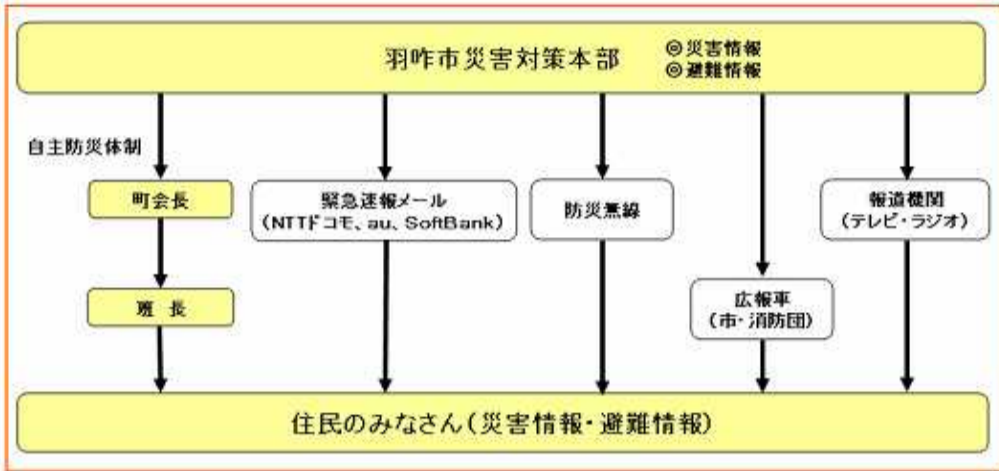 羽咋市災害対策本部
◎災害情報
◎避難情報
自主防災体制
町会長
班 長
緊急速報メール
(NTTドコモ、au、SoftBank)
防災無線
広報車
(市・消防団)
報道機関
(テレビ・ラジオ)
住民のみなさん(災害情報・避難情報)